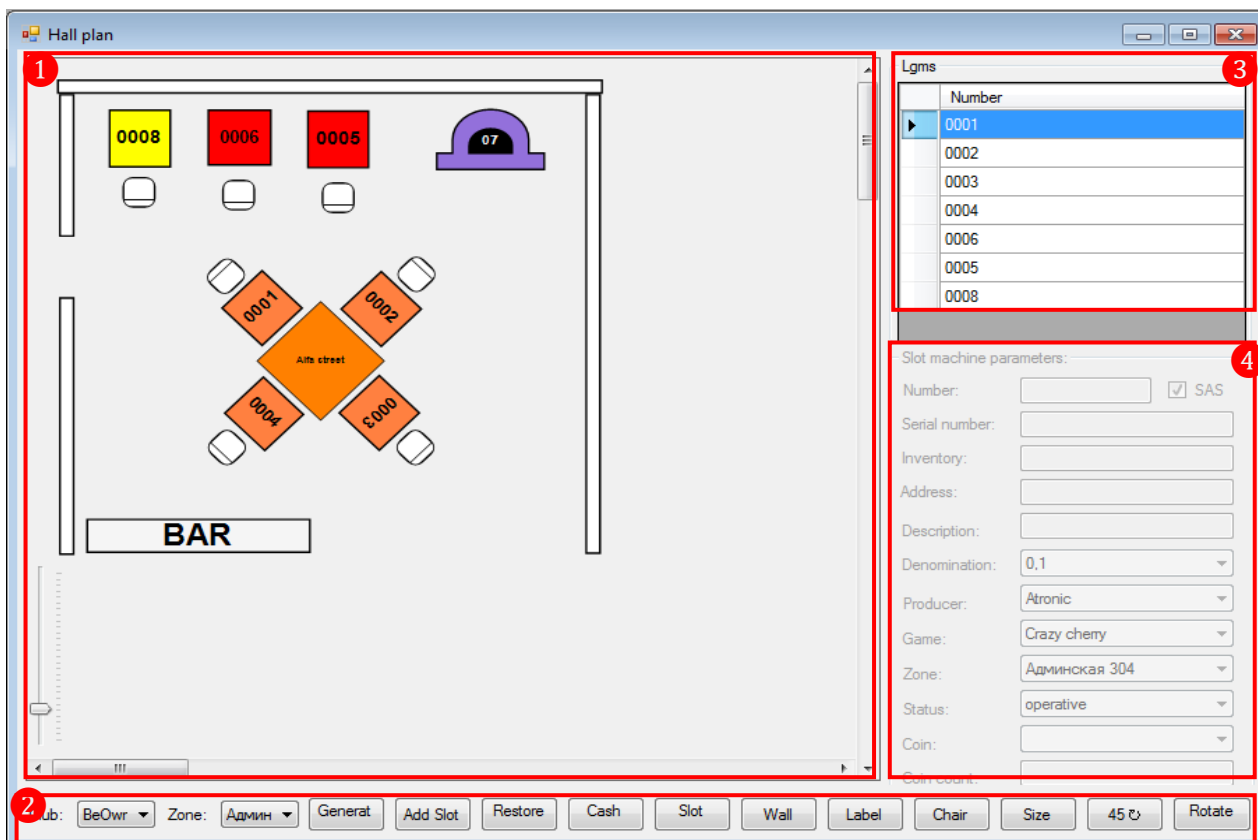 Hall plan
1
0008
0006
0005
07
0001
0002
Alfa street
0004
0003
BAR
3
Lgms
Number
0001
0002
0003
0004
0006
0005
0008
4
Slot machine parameters:
Number:
SAS
Serial number:
Inventory:
Address:
Description:
Denomination: 0,1
Producer: Atronic
Game: Crazy cherry
Zone: Админская 304
Status: operative
Coin:
Coin count:
2
ub: BeOwr Zone: Админ Generat Add Slot Restore Cash Slot Wall Label Chair Size 45 ↻ Rotate